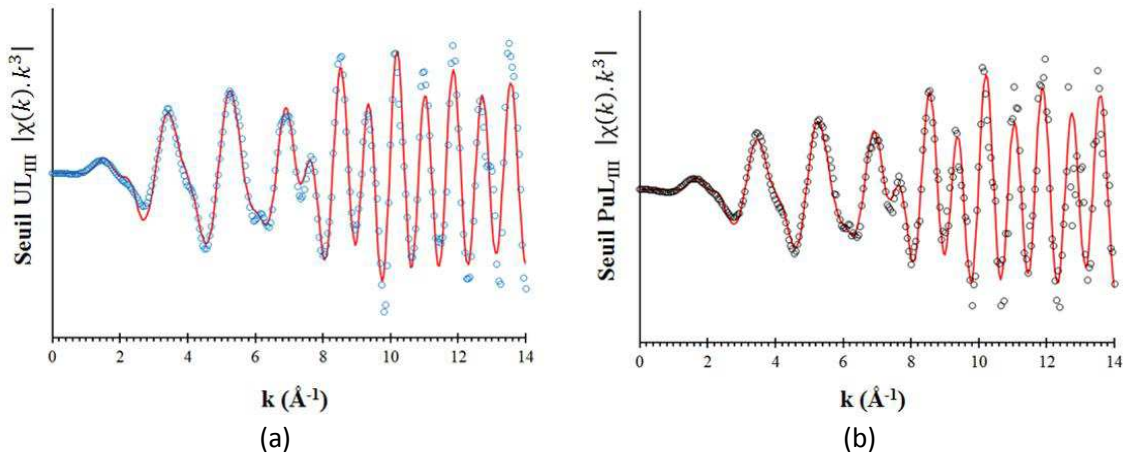 Seuil UL_III |χ(k).k³|
0 2 4 6 8 10 12 14
k (Å⁻¹)
(a)
Seuil PuL_III |χ(k).k³|
0 2 4 6 8 10 12 14
k (Å⁻¹)
(b)